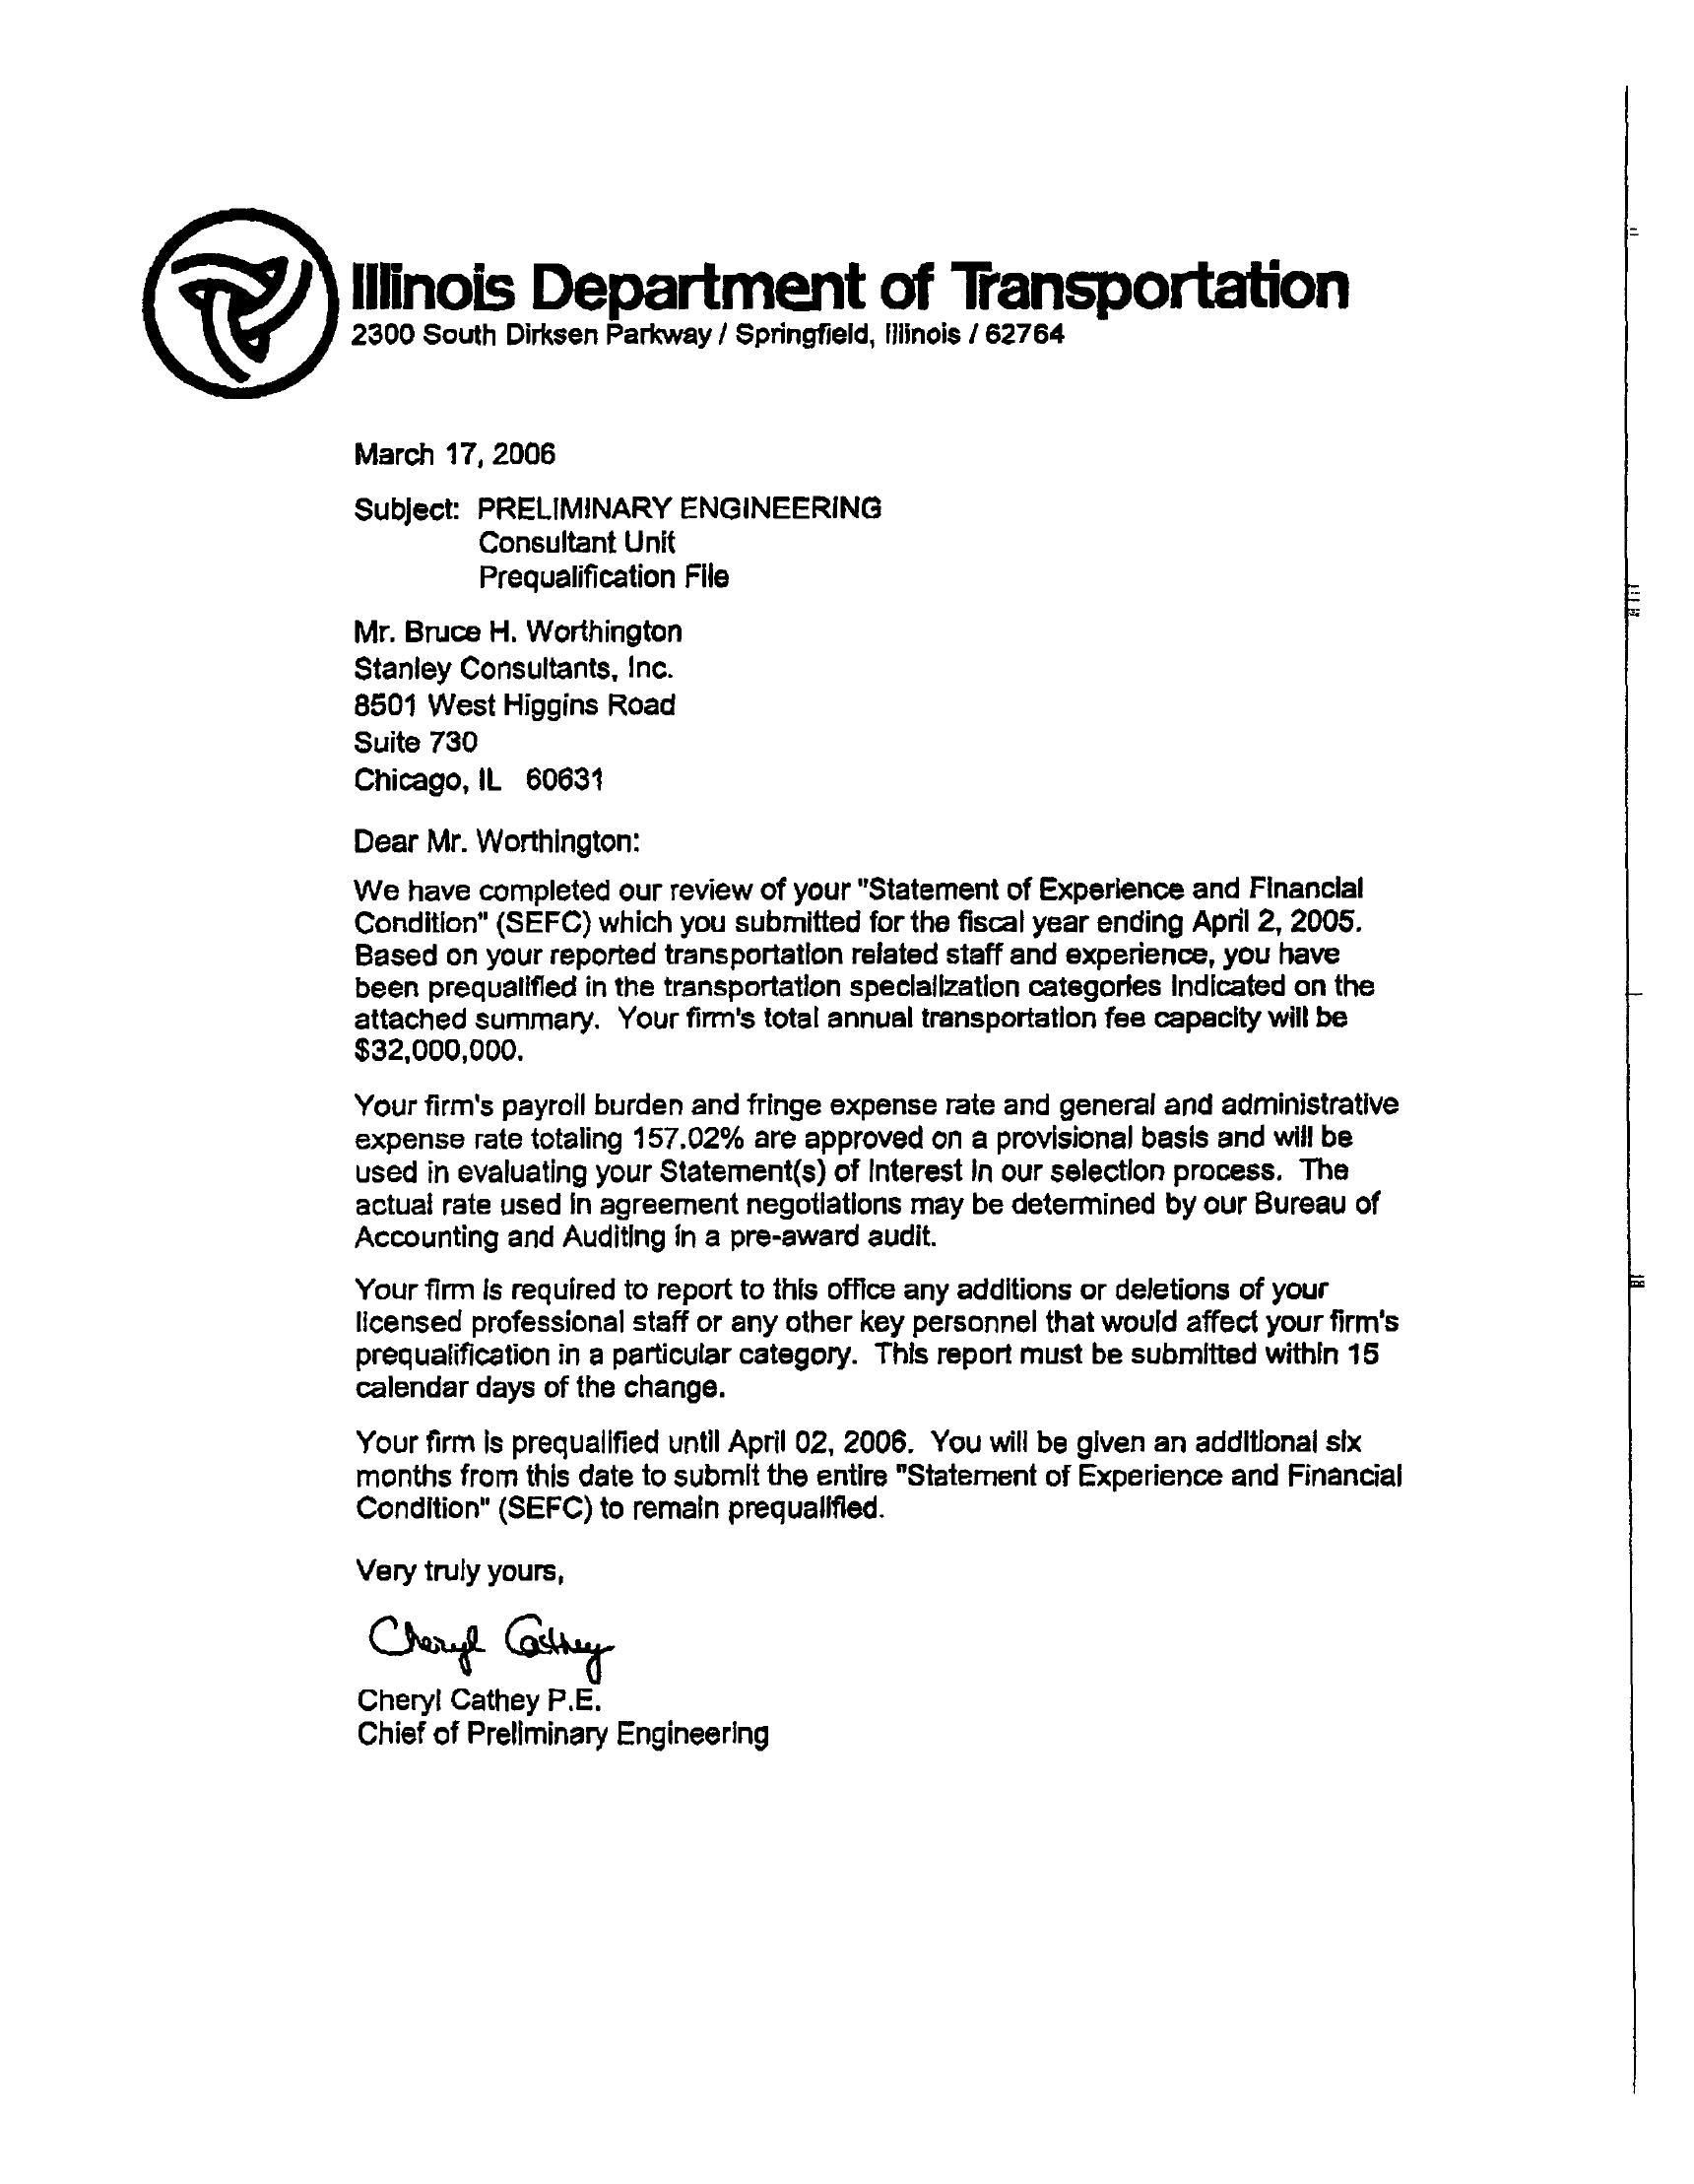 Illinois Department of Transportation
2300 South Dirksen Parkway / Springfield, Illinois / 62764
March 17, 2006
Subject: PRELIMINARY ENGINEERING
Consultant Unit
Prequalification File
Mr. Bruce H. Worthington
Stanley Consultants, Inc.
8501 West Higgins Road
Suite 730
Chicago, IL 60631
Dear Mr. Worthington:
We have completed our review of your "Statement of Experience and Financial
Condition" (SEFC) which you submitted for the fiscal year ending April 2, 2005.
Based on your reported transportation related staff and experience, you have
been prequalified in the transportation specialization categories indicated on the
attached summary. Your firm's total annual transportation fee capacity will be
$32,000,000.
Your firm's payroll burden and fringe expense rate and general and administrative
expense rate totaling 157.02% are approved on a provisional basis and will be
used in evaluating your Statement(s) of Interest in our selection process. The
actual rate used in agreement negotiations may be determined by our Bureau of
Accounting and Auditing in a pre-award audit.
Your firm is required to report to this office any additions or deletions of your
licensed professional staff or any other key personnel that would affect your firm's
prequalification in a particular category. This report must be submitted within 15
calendar days of the change.
Your firm is prequalified until April 02, 2006. You will be given an additional six
months from this date to submit the entire "Statement of Experience and Financial
Condition" (SEFC) to remain prequalified.
Very truly yours,
Cheryl Cathey
Cheryl Cathey P.E.
Chief of Preliminary Engineering